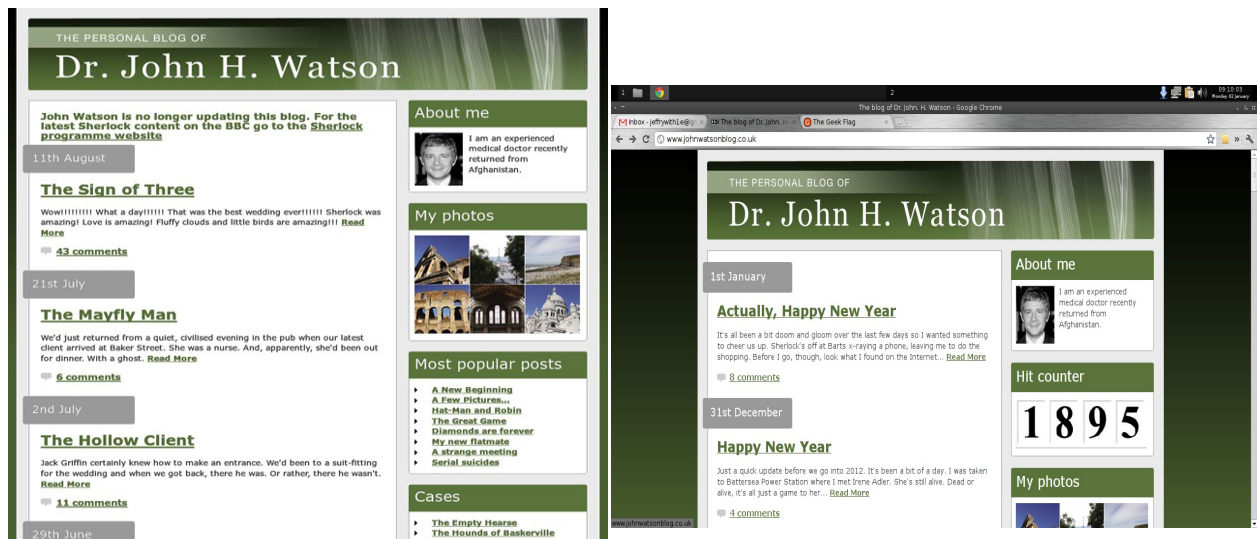 THE PERSONAL BLOG OF
Dr. John H. Watson
John Watson is no longer updating this blog. For the
latest Sherlock content on the BBC go to the Sherlock
programme website
11th August
The Sign of Three
Wow!!!!!!!!! What a day!!!!!! That was the best wedding ever!!!!!! Sherlock was
amazing! Love is amazing! Fluffy clouds and little birds are amazing!!! Read
More
43 comments
21st July
The Mayfly Man
We'd just returned from a quiet, civilised evening in the pub when our latest
client arrived at Baker Street. She was a nurse. And, apparently, she'd been out
for dinner. With a ghost. Read More
6 comments
2nd July
The Hollow Client
Jack Griffin certainly knew how to make an entrance. We'd been to a suit-fitting
for the wedding and when we got back, there he was. Or rather, there he wasn't.
Read More
11 comments
29th June
About me
I am an experienced
medical doctor recently
returned from
Afghanistan.
My photos
Most popular posts
A New Beginning
A Few Pictures...
Hat-Man and Robin
The Great Game
Diamonds are forever
My new flatmate
A strange meeting
Serial suicides
Cases
The Empty Hearse
The Hounds of Baskerville
1
2
09:10:03
Monday 02 January
The blog of Dr. John. H. Watson - Google Chrome
Inbox - jeffrywith1e@g
The blog of Dr. John. H
The Geek Flag
www.johnwatsonblog.co.uk
THE PERSONAL BLOG OF
Dr. John H. Watson
1st January
Actually, Happy New Year
It's all been a bit doom and gloom over the last few days so I wanted something
to cheer us up. Sherlock's off at Barts x-raying a phone, leaving me to do the
shopping. Before I go, though, look what I found on the Internet... Read More
8 comments
31st December
Happy New Year
Just a quick update before we go into 2012. It's been a bit of a day. I was taken
to Battersea Power Station where I met Irene Adler. She's still alive. Dead or
alive, it's all just a game to her... Read More
4 comments
About me
I am an experienced
medical doctor recently
returned from
Afghanistan.
Hit counter
1895
My photos
www.johnwatsonblog.co.uk